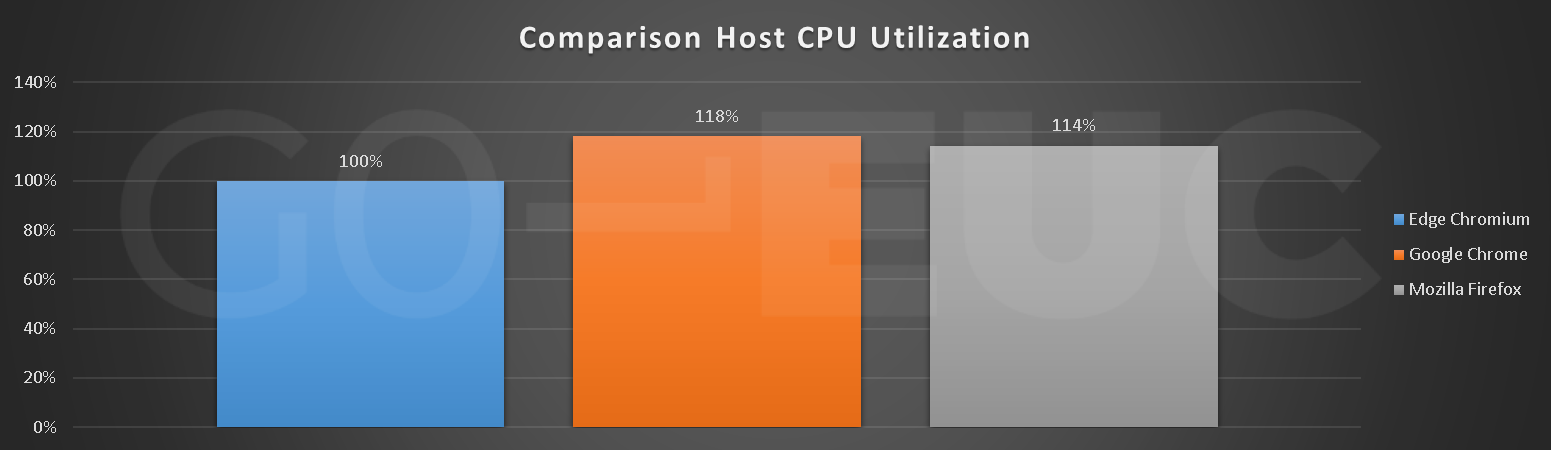 Comparison Host CPU Utilization
140%
120%
100%
80%
60%
40%
20%
0%
100%
118%
114%
Edge Chromium
Google Chrome
Mozilla Firefox
GO-EUC